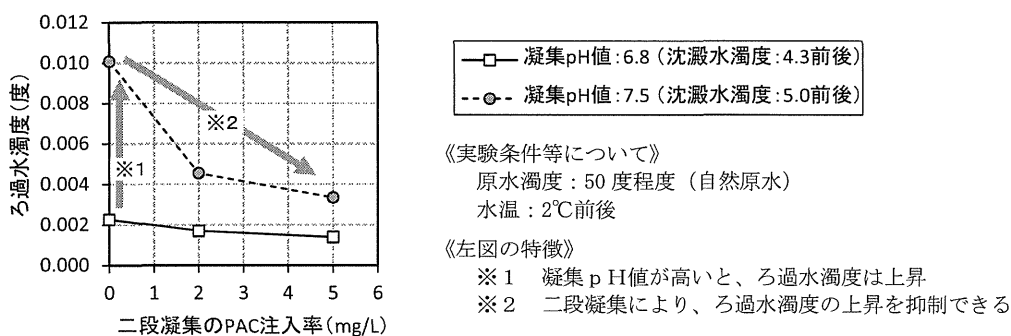 ろ過水濁度(度)
0.012
0.010
0.008
0.006
0.004
0.002
0.000
※1
※2
0 1 2 3 4 5 6
二段凝集のPAC注入率(mg/L)
凝集pH値:6.8(沈澱水濁度:4.3前後)
凝集pH値:7.5(沈澱水濁度:5.0前後)
《実験条件等について》
原水濁度:50度程度(自然原水)
水温:2℃前後
《左図の特徴》
※1 凝集pH値が高いと、ろ過水濁度は上昇
※2 二段凝集により、ろ過水濁度の上昇を抑制できる